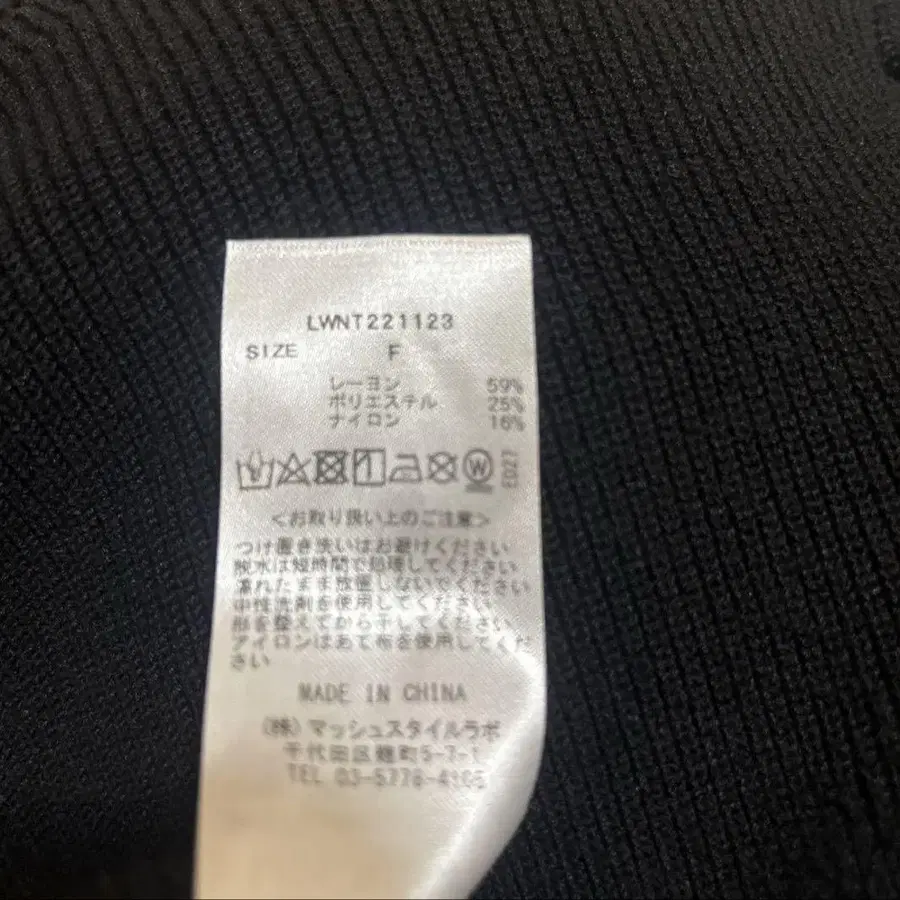 LWNT221123
SIZE F
レーヨン 59%
ポリエステル 25%
ナイロン 16%
W
ED27
<お取り扱い上のご注意>
つけ置き洗いはお避けください
脱水は短時間で処理してください
濡れたまま放置しないでください
中性洗剤を使用してください
形を整えてから干してください
アイロンはあて布を使用してくだ
さい
MADE IN CHINA
(株)マッシュスタイルラボ
千代田区麹町5-7-1
TEL 03-5778-4105